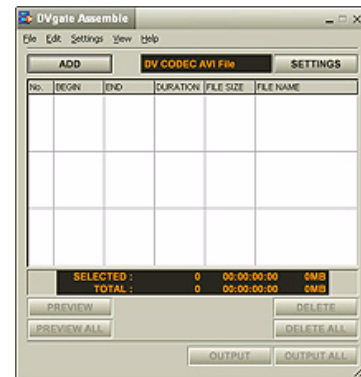 DVgate Assemble
File Edit Settings View Help
ADD DV CODEC AVI File SETTINGS
No. BEGIN END DURATION FILE SIZE FILE NAME
SELECTED : 0 00:00:00:00 0MB
TOTAL : 0 00:00:00:00 0MB
PREVIEW DELETE
PREVIEW ALL DELETE ALL
OUTPUT OUTPUT ALL